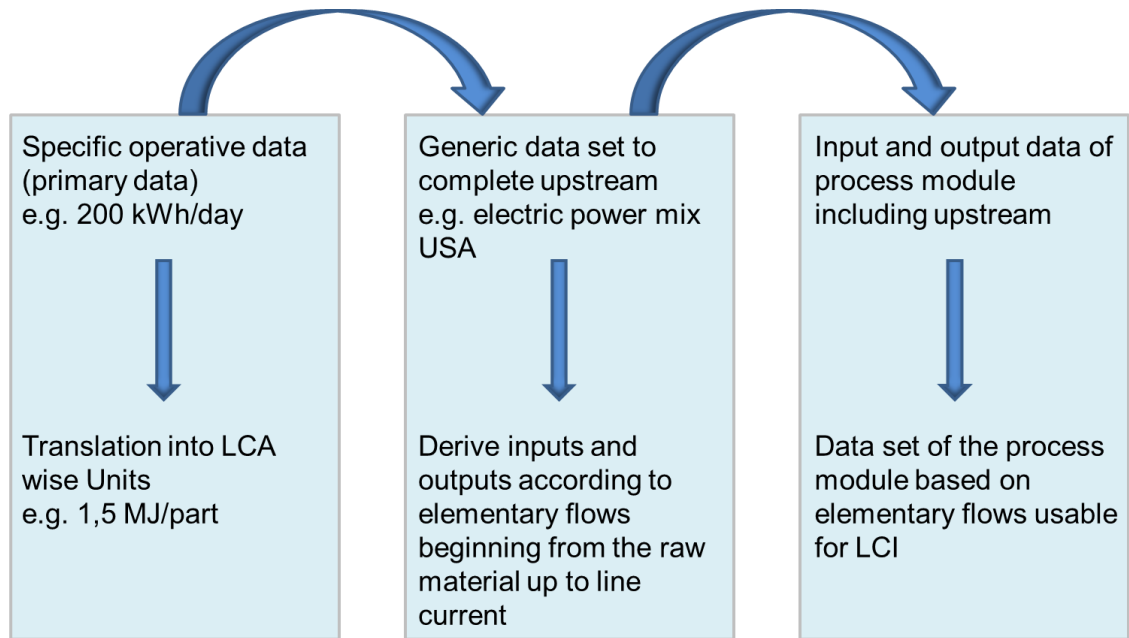 Specific operative data
(primary data)
e.g. 200 kWh/day
Translation into LCA
wise Units
e.g. 1,5 MJ/part
Generic data set to
complete upstream
e.g. electric power mix
USA
Derive inputs and
outputs according to
elementary flows
beginning from the raw
material up to line
current
Input and output data of
process module
including upstream
Data set of the process
module based on
elementary flows usable
for LCI